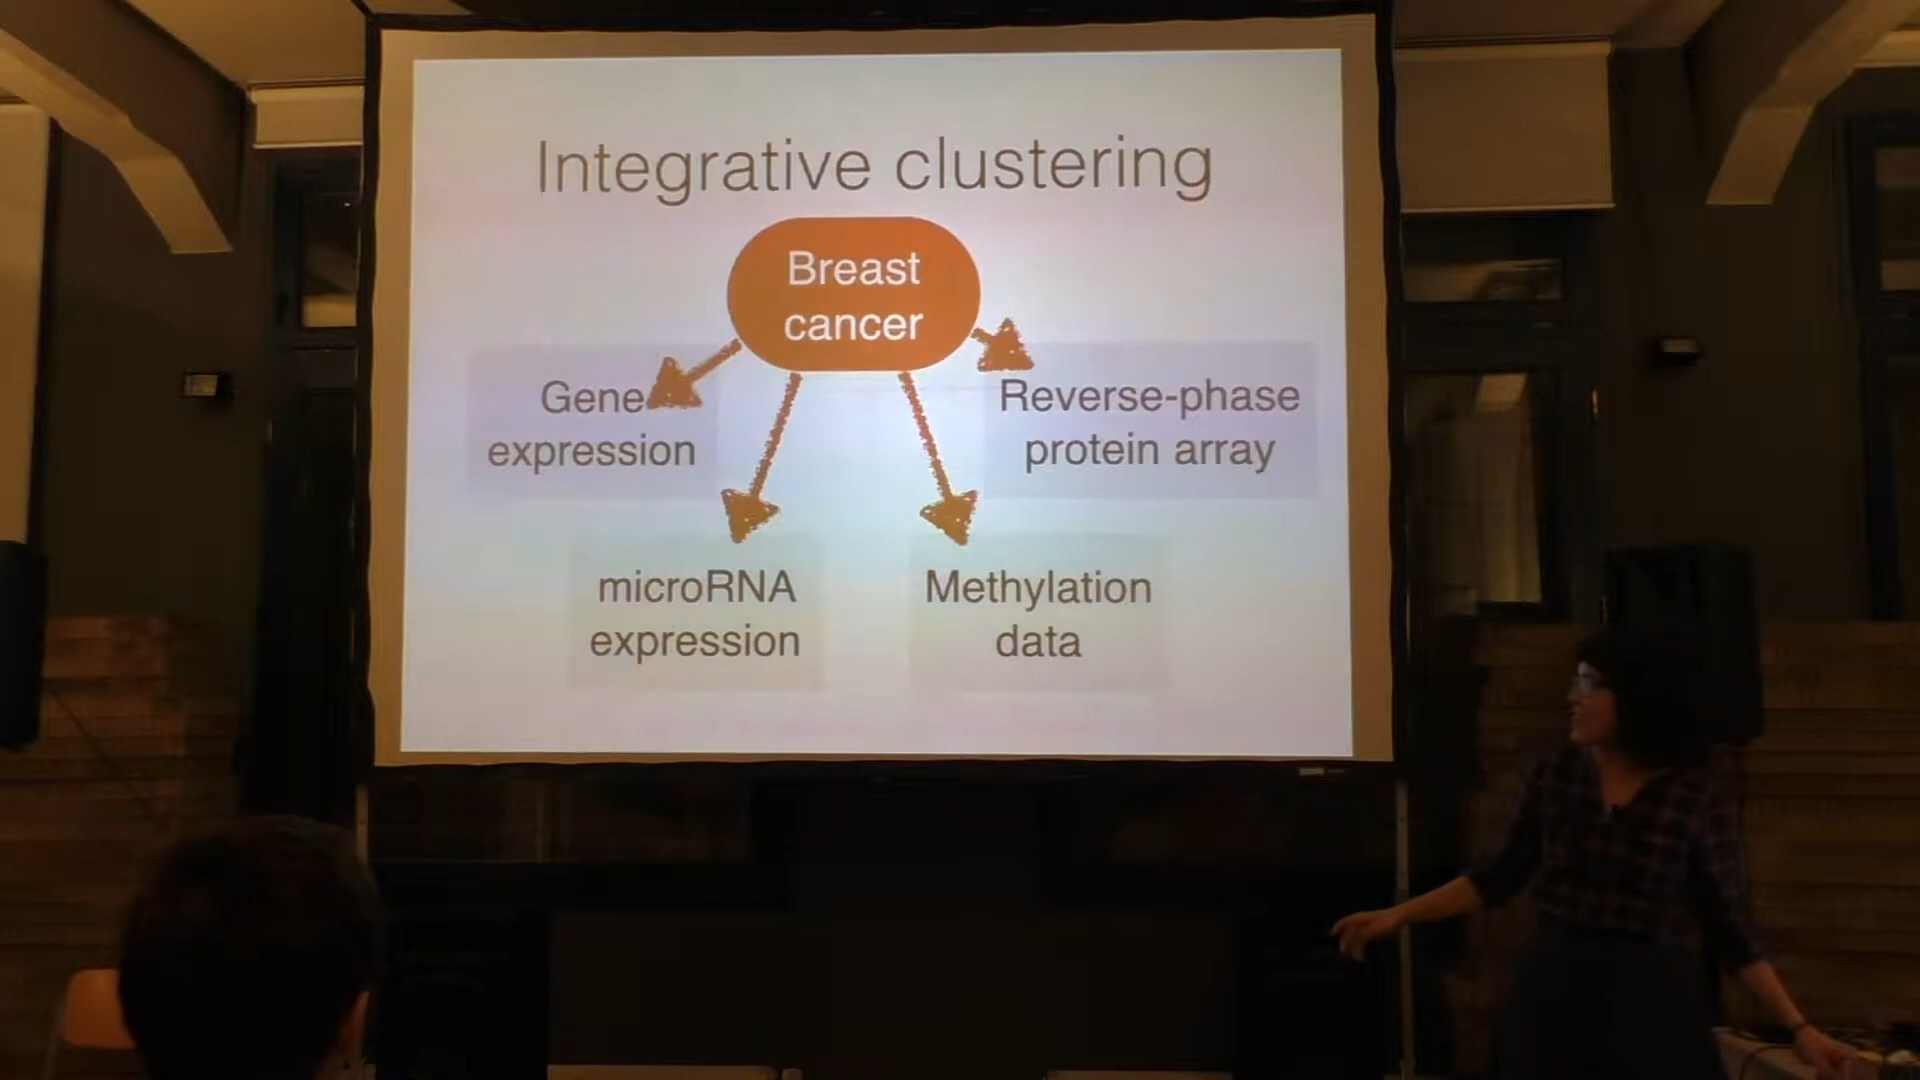 Integrative clustering
Breast
cancer
Gene
expression
Reverse-phase
protein array
microRNA
expression
Methylation
data